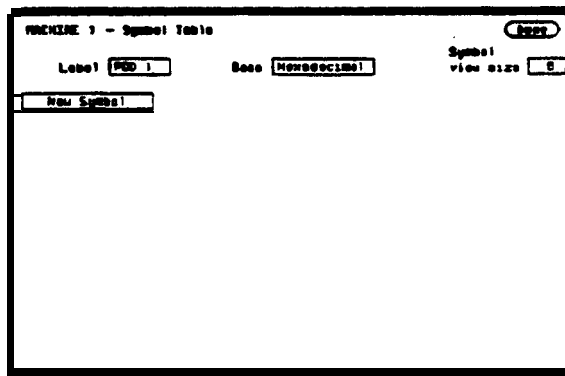 MACHINE 1 - Symbol Table
Done
Label POD 1
Base Hexadecimal
Symbol
view size 8
New Symbol